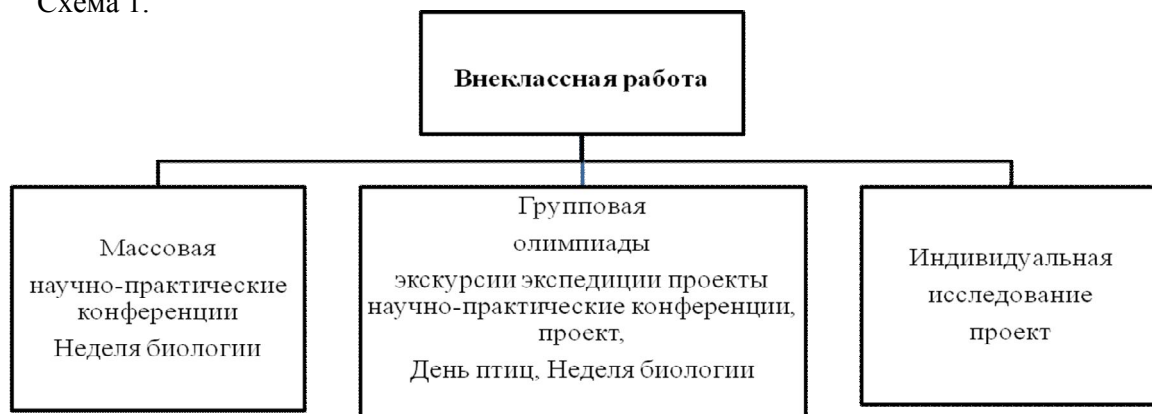 Схема 1.
Внеклассная работа
Массовая
научно-практические
конференции
Неделя биологии
Групповая
олимпиады
экскурсии экспедиции проекты
научно-практические конференции,
проект,
День птиц, Неделя биологии
Индивидуальная
исследование
проект